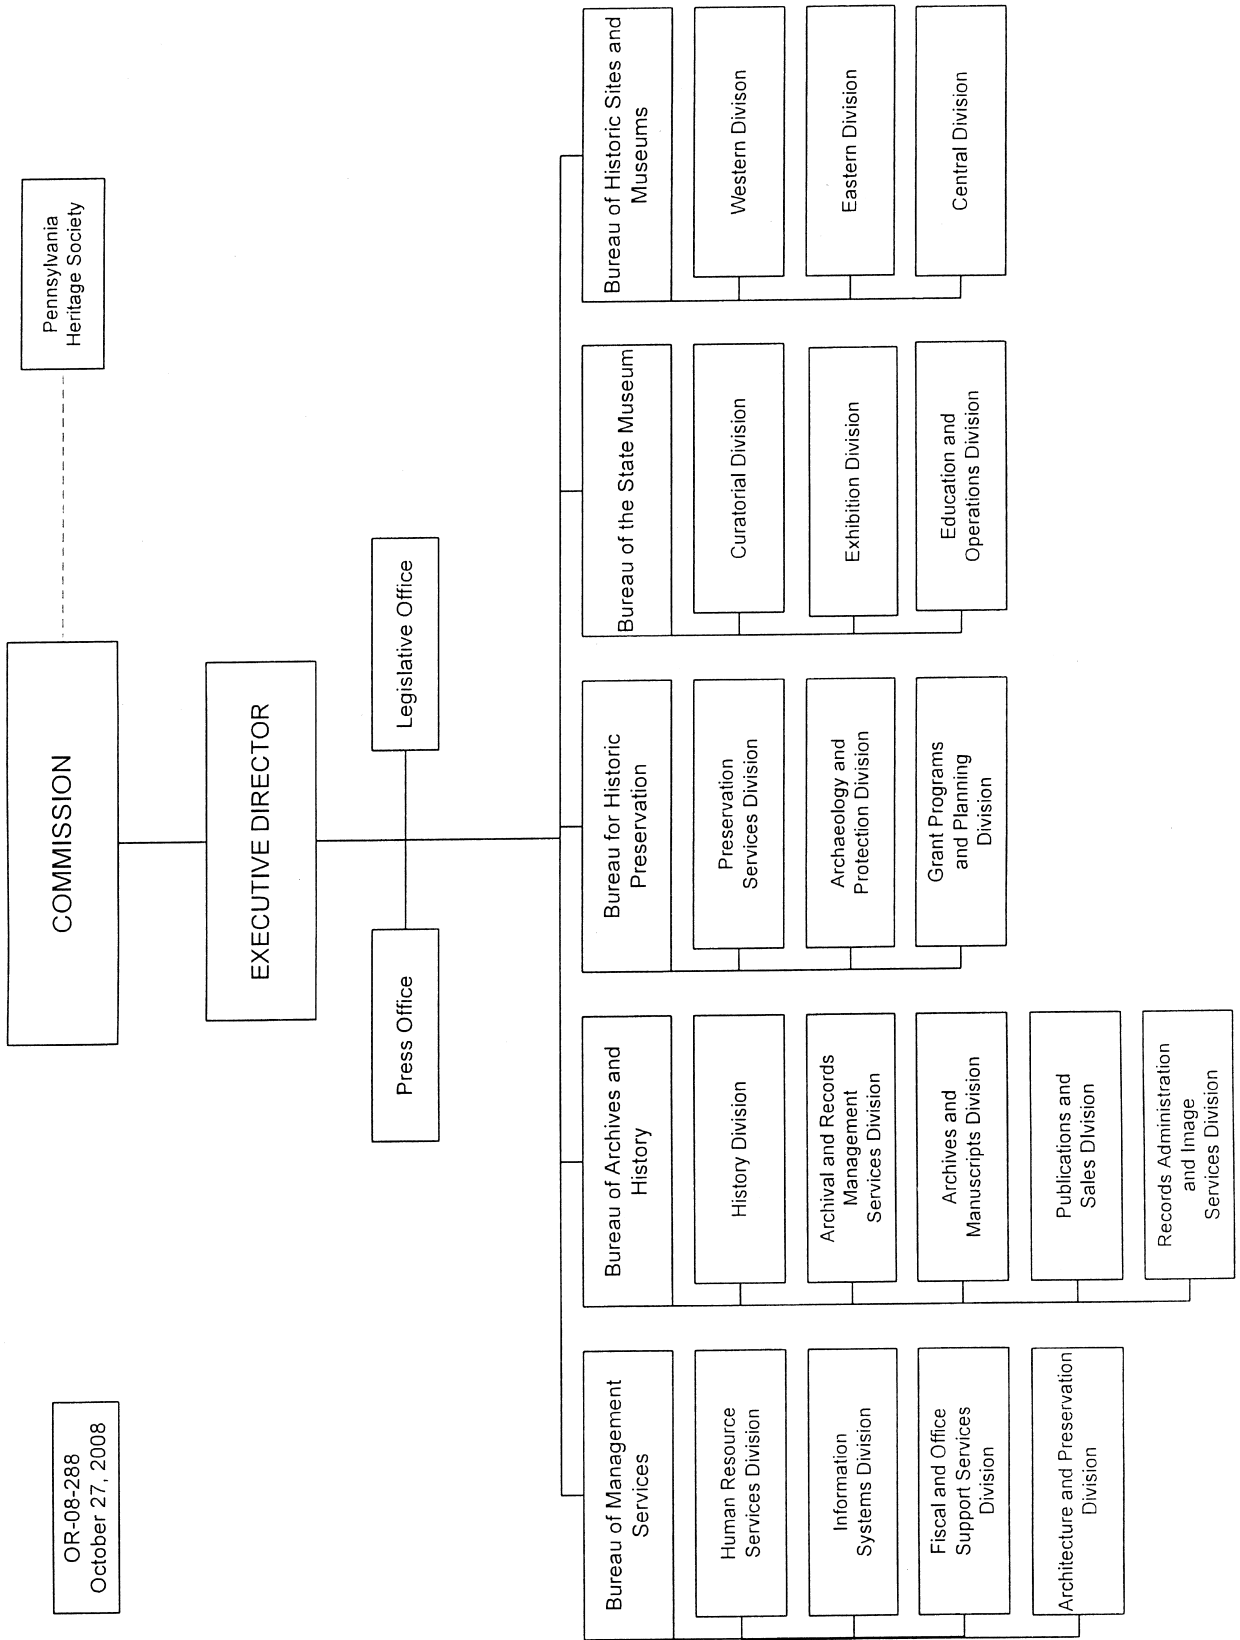 OR-08-288
October 27, 2008
COMMISSION
Pennsylvania
Heritage Society
EXECUTIVE DIRECTOR
Press Office
Legislative Office
Bureau of Management
Services
Human Resource
Services Division
Information
Systems Division
Fiscal and Office
Support Services
Division
Architecture and Preservation
Division
Bureau of Archives and
History
History Division
Archival and Records
Management
Services Division
Archives and
Manuscripts Division
Publications and
Sales DIvision
Records Administration
and Image
Services Division
Bureau for Historic
Preservation
Preservation
Services Division
Archaeology and
Protection Division
Grant Programs
and Planning
Division
Bureau of the State Museum
Curatorial Division
Exhibition Division
Education and
Operations Division
Bureau of Historic Sites and
Museums
Western Divison
Eastern Division
Central Division